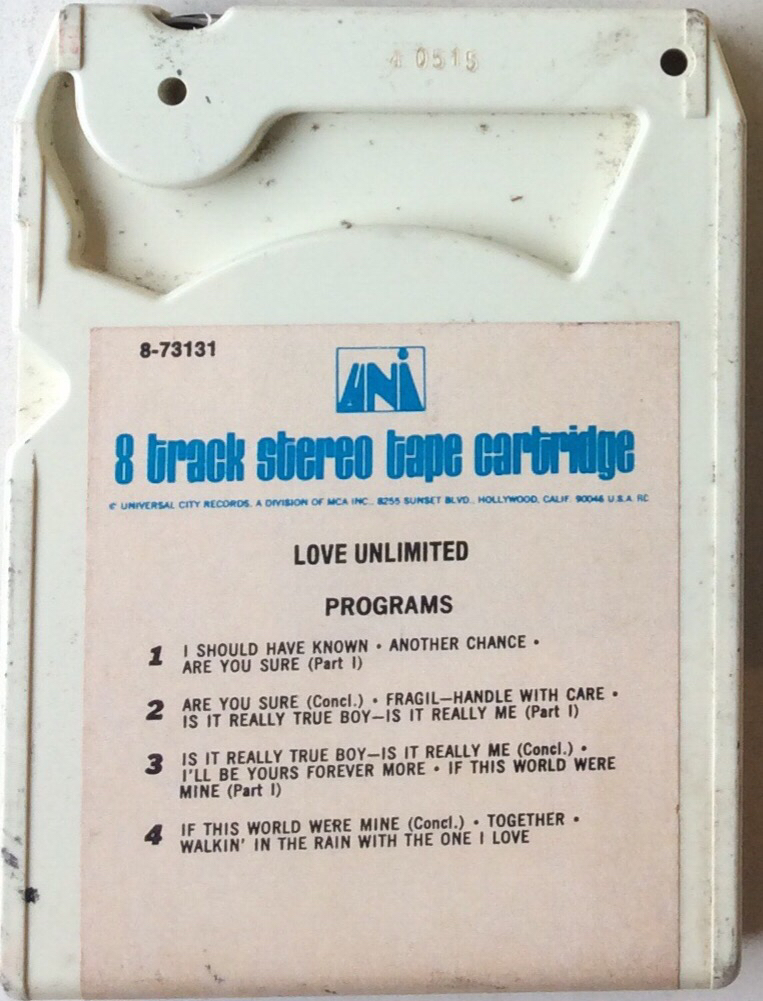 4 0515
8-73131
UNI
8 track stereo tape cartridge
© UNIVERSAL CITY RECORDS, A DIVISION OF MCA INC., 8255 SUNSET BLVD., HOLLYWOOD, CALIF. 90046 U.S.A. RC
LOVE UNLIMITED
PROGRAMS
1 I SHOULD HAVE KNOWN • ANOTHER CHANCE •
ARE YOU SURE (Part I)
2 ARE YOU SURE (Concl.) • FRAGIL—HANDLE WITH CARE •
IS IT REALLY TRUE BOY—IS IT REALLY ME (Part I)
3 IS IT REALLY TRUE BOY—IS IT REALLY ME (Concl.) •
I'LL BE YOURS FOREVER MORE • IF THIS WORLD WERE
MINE (Part I)
4 IF THIS WORLD WERE MINE (Concl.) • TOGETHER •
WALKIN' IN THE RAIN WITH THE ONE I LOVE